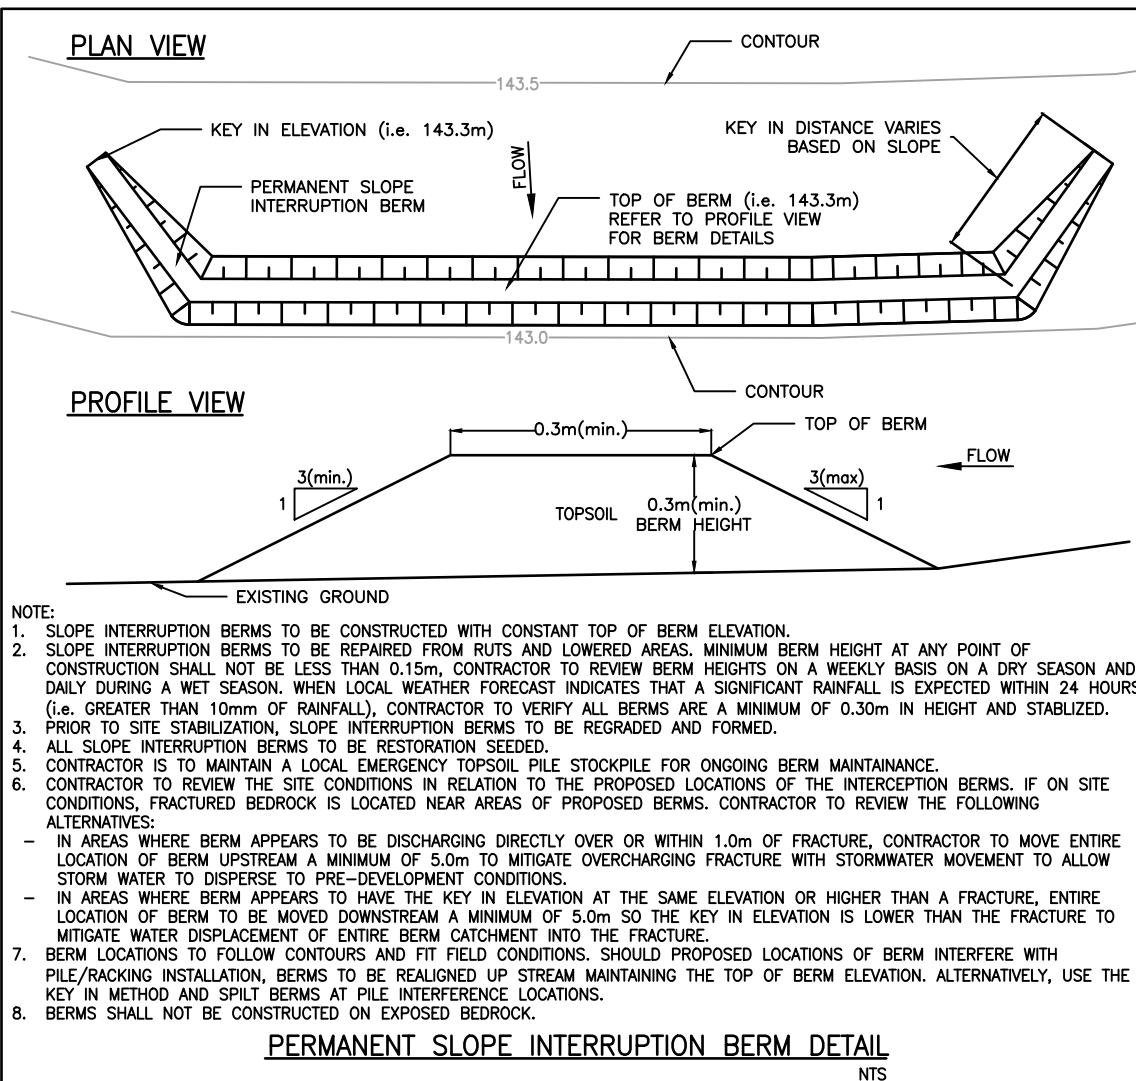 PLAN VIEW
CONTOUR
143.5
KEY IN ELEVATION (i.e. 143.3m)
KEY IN DISTANCE VARIES
BASED ON SLOPE
FLOW
PERMANENT SLOPE
INTERRUPTION BERM
TOP OF BERM (i.e. 143.3m)
REFER TO PROFILE VIEW
FOR BERM DETAILS
143.0
CONTOUR
PROFILE VIEW
0.3m(min.)
TOP OF BERM
FLOW
3(min.)
1
3(max)
1
TOPSOIL
0.3m(min.)
BERM HEIGHT
EXISTING GROUND
NOTE:
1. SLOPE INTERRUPTION BERMS TO BE CONSTRUCTED WITH CONSTANT TOP OF BERM ELEVATION.
2. SLOPE INTERRUPTION BERMS TO BE REPAIRED FROM RUTS AND LOWERED AREAS. MINIMUM BERM HEIGHT AT ANY POINT OF
CONSTRUCTION SHALL NOT BE LESS THAN 0.15m, CONTRACTOR TO REVIEW BERM HEIGHTS ON A WEEKLY BASIS ON A DRY SEASON AND
DAILY DURING A WET SEASON. WHEN LOCAL WEATHER FORECAST INDICATES THAT A SIGNIFICANT RAINFALL IS EXPECTED WITHIN 24 HOURS
(i.e. GREATER THAN 10mm OF RAINFALL), CONTRACTOR TO VERIFY ALL BERMS ARE A MINIMUM OF 0.30m IN HEIGHT AND STABLIZED.
3. PRIOR TO SITE STABILIZATION, SLOPE INTERRUPTION BERMS TO BE REGRADED AND FORMED.
4. ALL SLOPE INTERRUPTION BERMS TO BE RESTORATION SEEDED.
5. CONTRACTOR IS TO MAINTAIN A LOCAL EMERGENCY TOPSOIL PILE STOCKPILE FOR ONGOING BERM MAINTAINANCE.
6. CONTRACTOR TO REVIEW THE SITE CONDITIONS IN RELATION TO THE PROPOSED LOCATIONS OF THE INTERCEPTION BERMS. IF ON SITE
CONDITIONS, FRACTURED BEDROCK IS LOCATED NEAR AREAS OF PROPOSED BERMS. CONTRACTOR TO REVIEW THE FOLLOWING
ALTERNATIVES:
– IN AREAS WHERE BERM APPEARS TO BE DISCHARGING DIRECTLY OVER OR WITHIN 1.0m OF FRACTURE, CONTRACTOR TO MOVE ENTIRE
LOCATION OF BERM UPSTREAM A MINIMUM OF 5.0m TO MITIGATE OVERCHARGING FRACTURE WITH STORMWATER MOVEMENT TO ALLOW
STORM WATER TO DISPERSE TO PRE–DEVELOPMENT CONDITIONS.
– IN AREAS WHERE BERM APPEARS TO HAVE THE KEY IN ELEVATION AT THE SAME ELEVATION OR HIGHER THAN A FRACTURE, ENTIRE
LOCATION OF BERM TO BE MOVED DOWNSTREAM A MINIMUM OF 5.0m SO THE KEY IN ELEVATION IS LOWER THAN THE FRACTURE TO
MITIGATE WATER DISPLACEMENT OF ENTIRE BERM CATCHMENT INTO THE FRACTURE.
7. BERM LOCATIONS TO FOLLOW CONTOURS AND FIT FIELD CONDITIONS. SHOULD PROPOSED LOCATIONS OF BERM INTERFERE WITH
PILE/RACKING INSTALLATION, BERMS TO BE REALIGNED UP STREAM MAINTAINING THE TOP OF BERM ELEVATION. ALTERNATIVELY, USE THE
KEY IN METHOD AND SPILT BERMS AT PILE INTERFERENCE LOCATIONS.
8. BERMS SHALL NOT BE CONSTRUCTED ON EXPOSED BEDROCK.
PERMANENT SLOPE INTERRUPTION BERM DETAIL
NTS